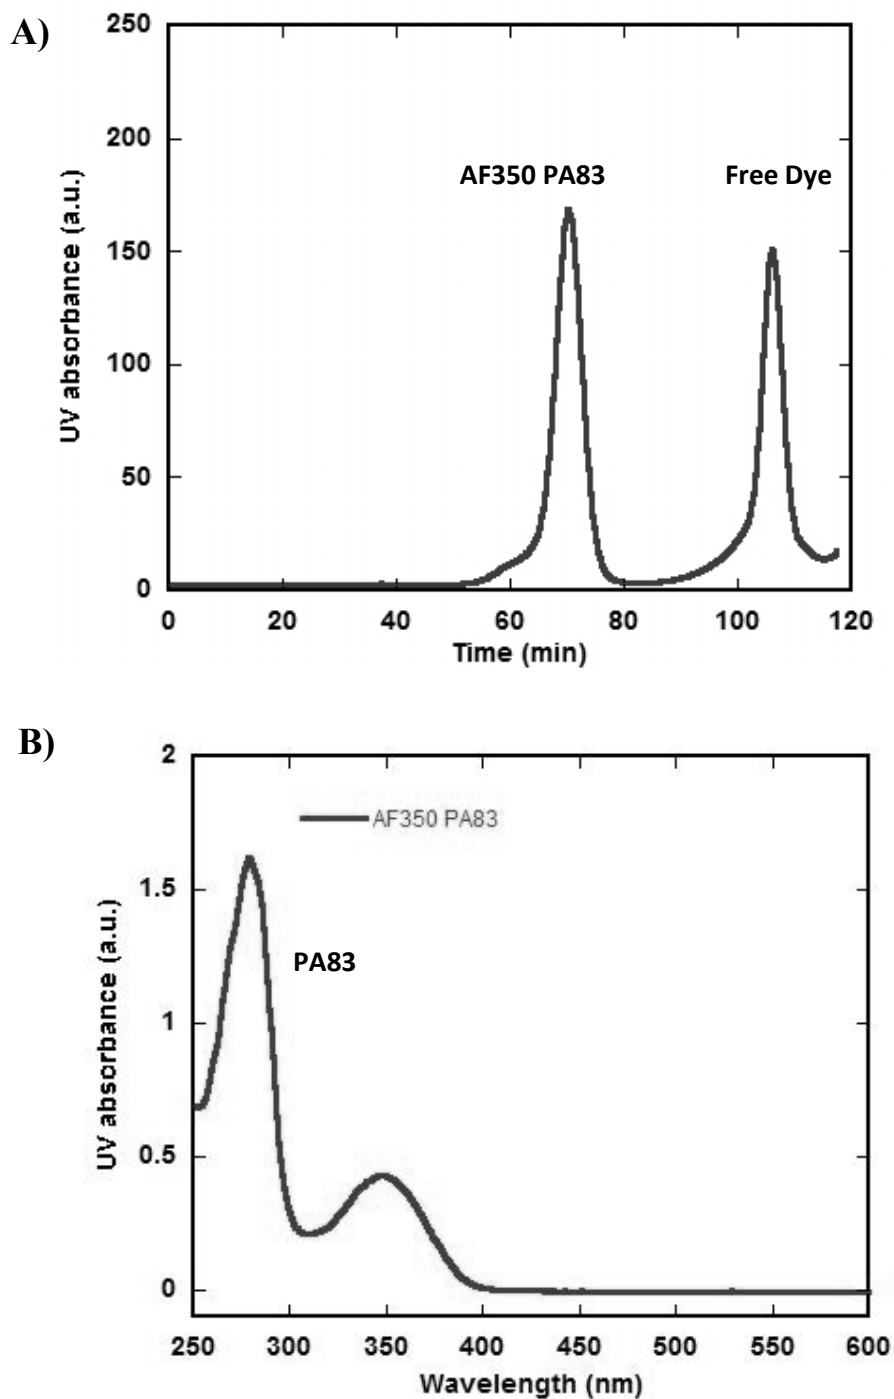 A)
250
200
150
100
50
0
UV absorbance (a.u.)
AF350 PA83
Free Dye
0 20 40 60 80 100 120
Time (min)
B)
2
1.5
1
0.5
0
UV absorbance (a.u.)
AF350 PA83
PA83
250 300 350 400 450 500 550 600
Wavelength (nm)